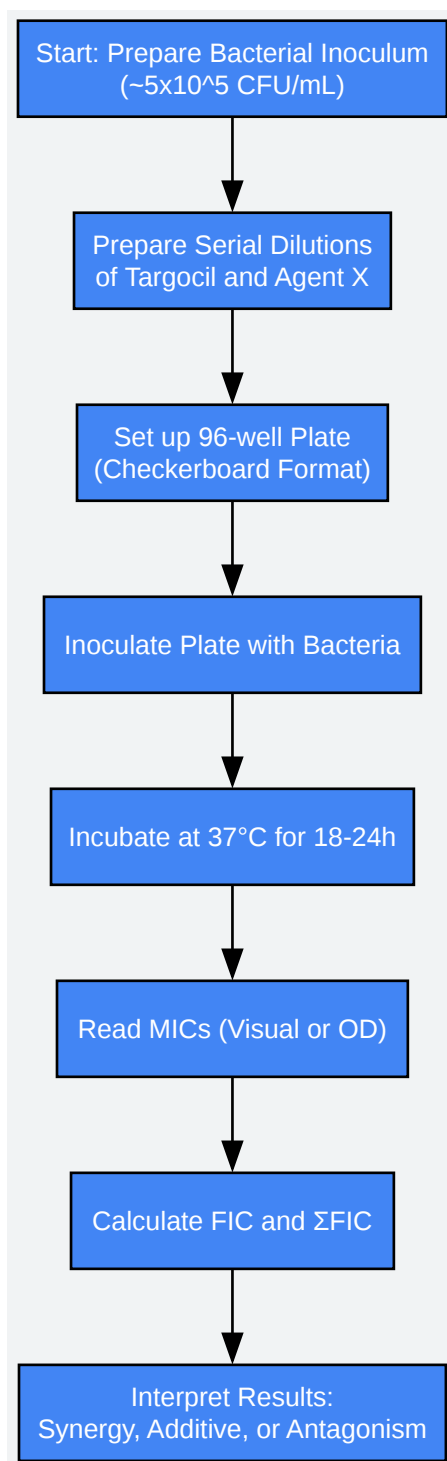 Start: Prepare Bacterial Inoculum
(~5x10^5 CFU/mL)
Prepare Serial Dilutions
of Targocil and Agent X
Set up 96-well Plate
(Checkerboard Format)
Inoculate Plate with Bacteria
Incubate at 37°C for 18-24h
Read MICs (Visual or OD)
Calculate FIC and ΣFIC
Interpret Results:
Synergy, Additive, or Antagonism